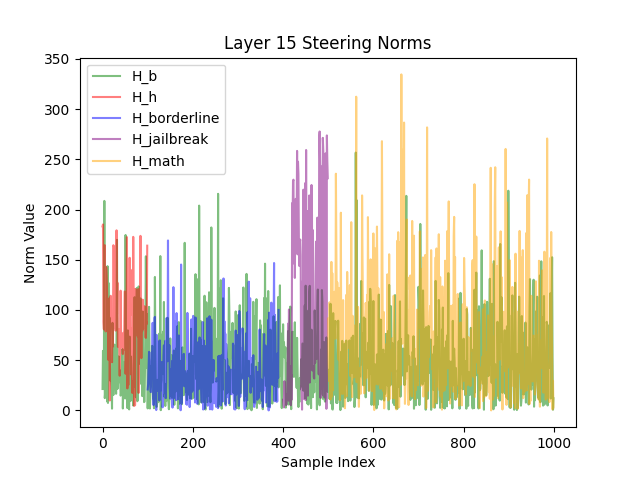 Layer 15 Steering Norms
Norm Value
350
300
250
200
150
100
50
0
H_b
H_h
H_borderline
H_jailbreak
H_math
0
200
400
600
800
1000
Sample Index